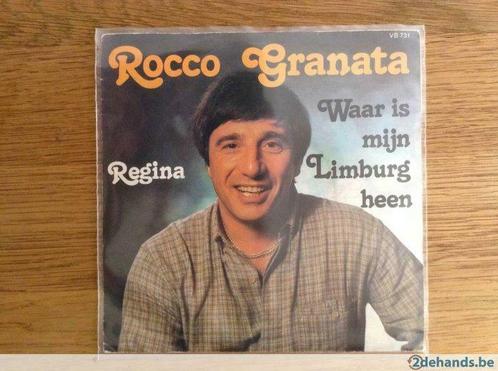 VB 731
Rocco Granata
Waar is
mijn
Limburg
heen
Regina
2dehands.be